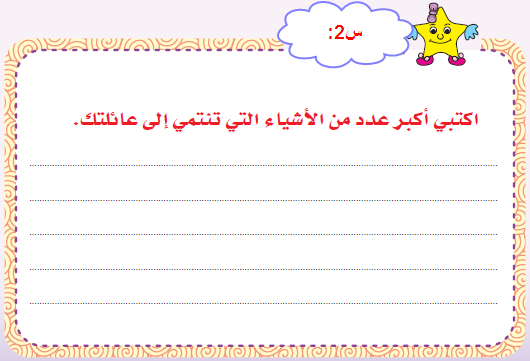 س2:
اكتبي أكبر عدد من الأشياء التي تنتمي إلى عائلتك.